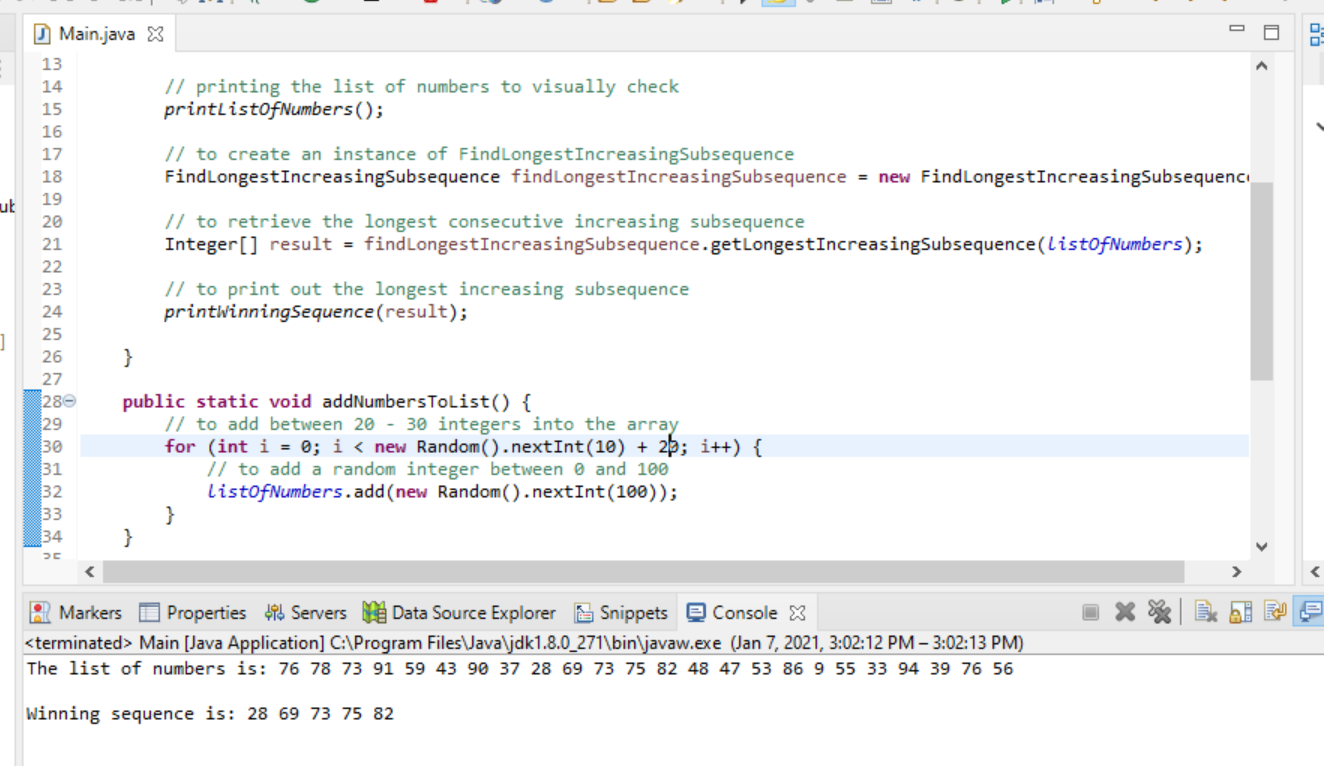 Main.java
13
14 // printing the list of numbers to visually check
15 printListOfNumbers();
16
17 // to create an instance of FindLongestIncreasingSubsequence
18 FindLongestIncreasingSubsequence findLongestIncreasingSubsequence = new FindLongestIncreasingSubsequenc
19
20 // to retrieve the longest consecutive increasing subsequence
21 Integer[] result = findLongestIncreasingSubsequence.getLongestIncreasingSubsequence(listOfNumbers);
22
23 // to print out the longest increasing subsequence
24 printWinningSequence(result);
25
26 }
27
28 public static void addNumbersToList() {
29 // to add between 20 - 30 integers into the array
30 for (int i = 0; i < new Random().nextInt(10) + 20; i++) {
31 // to add a random integer between 0 and 100
32 listOfNumbers.add(new Random().nextInt(100));
33 }
34 }
Markers Properties Servers Data Source Explorer Snippets Console
<terminated> Main [Java Application] C:\Program Files\Java\jdk1.8.0_271\bin\javaw.exe (Jan 7, 2021, 3:02:12 PM – 3:02:13 PM)
The list of numbers is: 76 78 73 91 59 43 90 37 28 69 73 75 82 48 47 53 86 9 55 33 94 39 76 56
Winning sequence is: 28 69 73 75 82